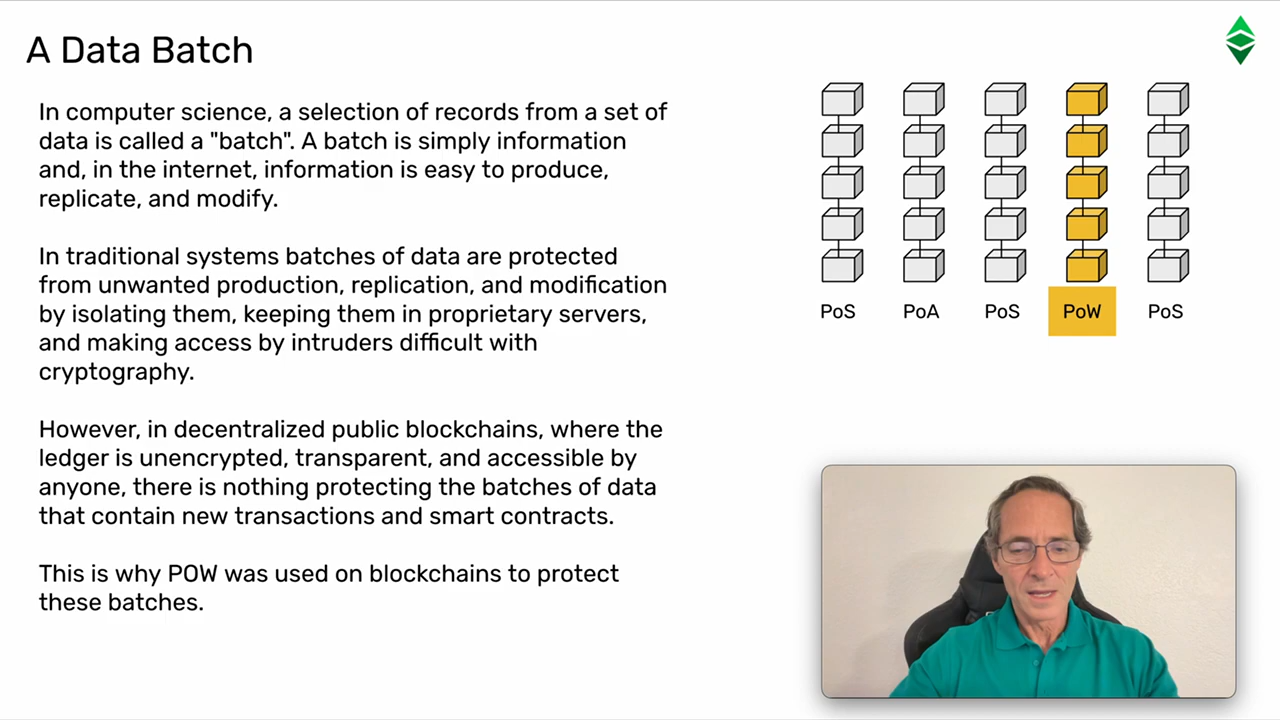 A Data Batch
In computer science, a selection of records from a set of
data is called a "batch". A batch is simply information
and, in the internet, information is easy to produce,
replicate, and modify.
In traditional systems batches of data are protected
from unwanted production, replication, and modification
by isolating them, keeping them in proprietary servers,
and making access by intruders difficult with
cryptography.
However, in decentralized public blockchains, where the
ledger is unencrypted, transparent, and accessible by
anyone, there is nothing protecting the batches of data
that contain new transactions and smart contracts.
This is why POW was used on blockchains to protect
these batches.
PoS PoA PoS PoW PoS